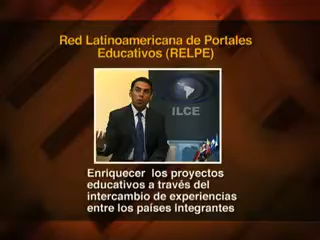 Red Latinoamericana de Portales
Educativos (RELPE)
ILCE
Enriquecer los proyectos
educativos a través del
intercambio de experiencias
entre los países integrantes